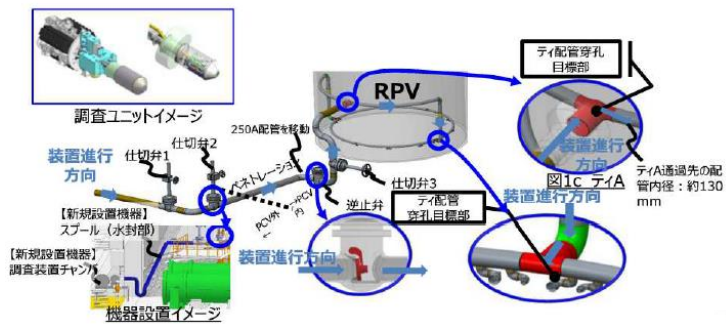 調査ユニットイメージ
装置進行
方向
仕切弁1
仕切弁2
250A配管を移動
RPV
ペネトレーション
PCV外
PCV内
逆止弁
仕切弁3
ティ配管穿孔
目標部
装置進行
方向
図1c ティA
ティA通過先の配
管内径:約130
mm
ティ配管
穿孔目標部
装置進行方向
装置進行方向
【新規設置機器】
スプール(水封部)
【新規設置機器】
調査装置チャンバ
機器設置イメージ